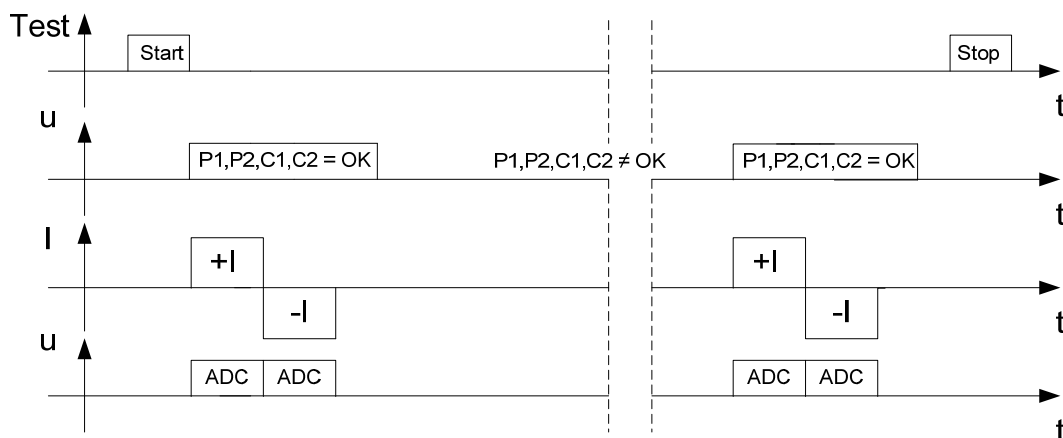 Test
Start
Stop
t
u
P1,P2,C1,C2 = OK
P1,P2,C1,C2 ≠ OK
P1,P2,C1,C2 = OK
t
I
+I
-I
+I
-I
t
u
ADC
ADC
ADC
ADC
t